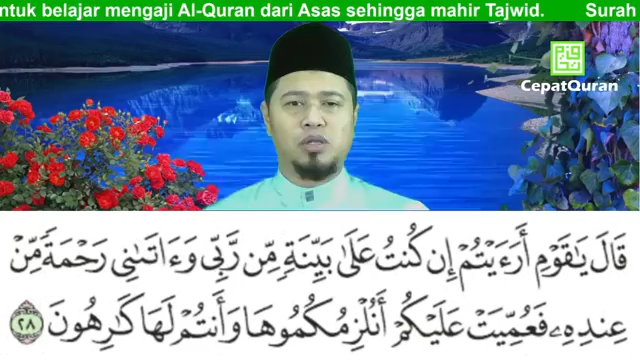 ntuk belajar mengaji Al-Quran dari Asas sehingga mahir Tajwid. Surah
CepatQuran
قَالَ يَٰقَوْمِ أَرَءَيْتُمْ إِن كُنتُ عَلَىٰ بَيِّنَةٍ مِّن رَّبِّي وَءَاتَىٰنِي رَحْمَةً مِّنْ
عِندِهِۦ فَعُمِّيَتْ عَلَيْكُمْ أَنُلْزِمُكُمُوهَا وَأَنتُمْ لَهَا كَٰرِهُونَ ٢٨